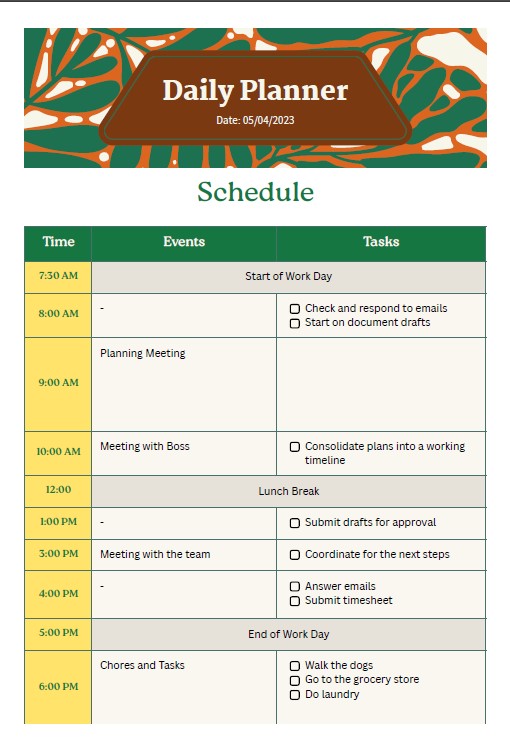 Daily Planner
Date: 05/04/2023
Schedule
Time Events Tasks
7:30 AM Start of Work Day
8:00 AM - Check and respond to emails
Start on document drafts
9:00 AM Planning Meeting
10:00 AM Meeting with Boss Consolidate plans into a working
timeline
12:00 Lunch Break
1:00 PM - Submit drafts for approval
3:00 PM Meeting with the team Coordinate for the next steps
4:00 PM - Answer emails
Submit timesheet
5:00 PM End of Work Day
6:00 PM Chores and Tasks Walk the dogs
Go to the grocery store
Do laundry